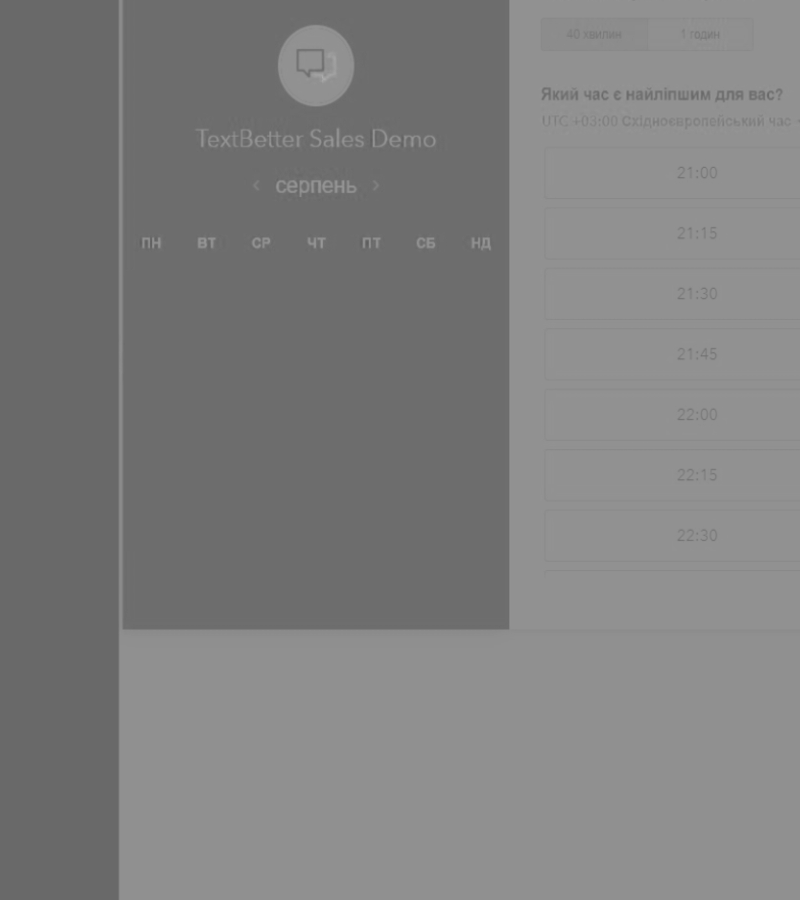 TextBetter Sales Demo
‹ серпень ›
ПН ВТ СР ЧТ ПТ СБ НД
40 хвилин 1 годин
Який час є найліпшим для вас?
UTC +03:00 Східноєвропейський час
21:00
21:15
21:30
21:45
22:00
22:15
22:30